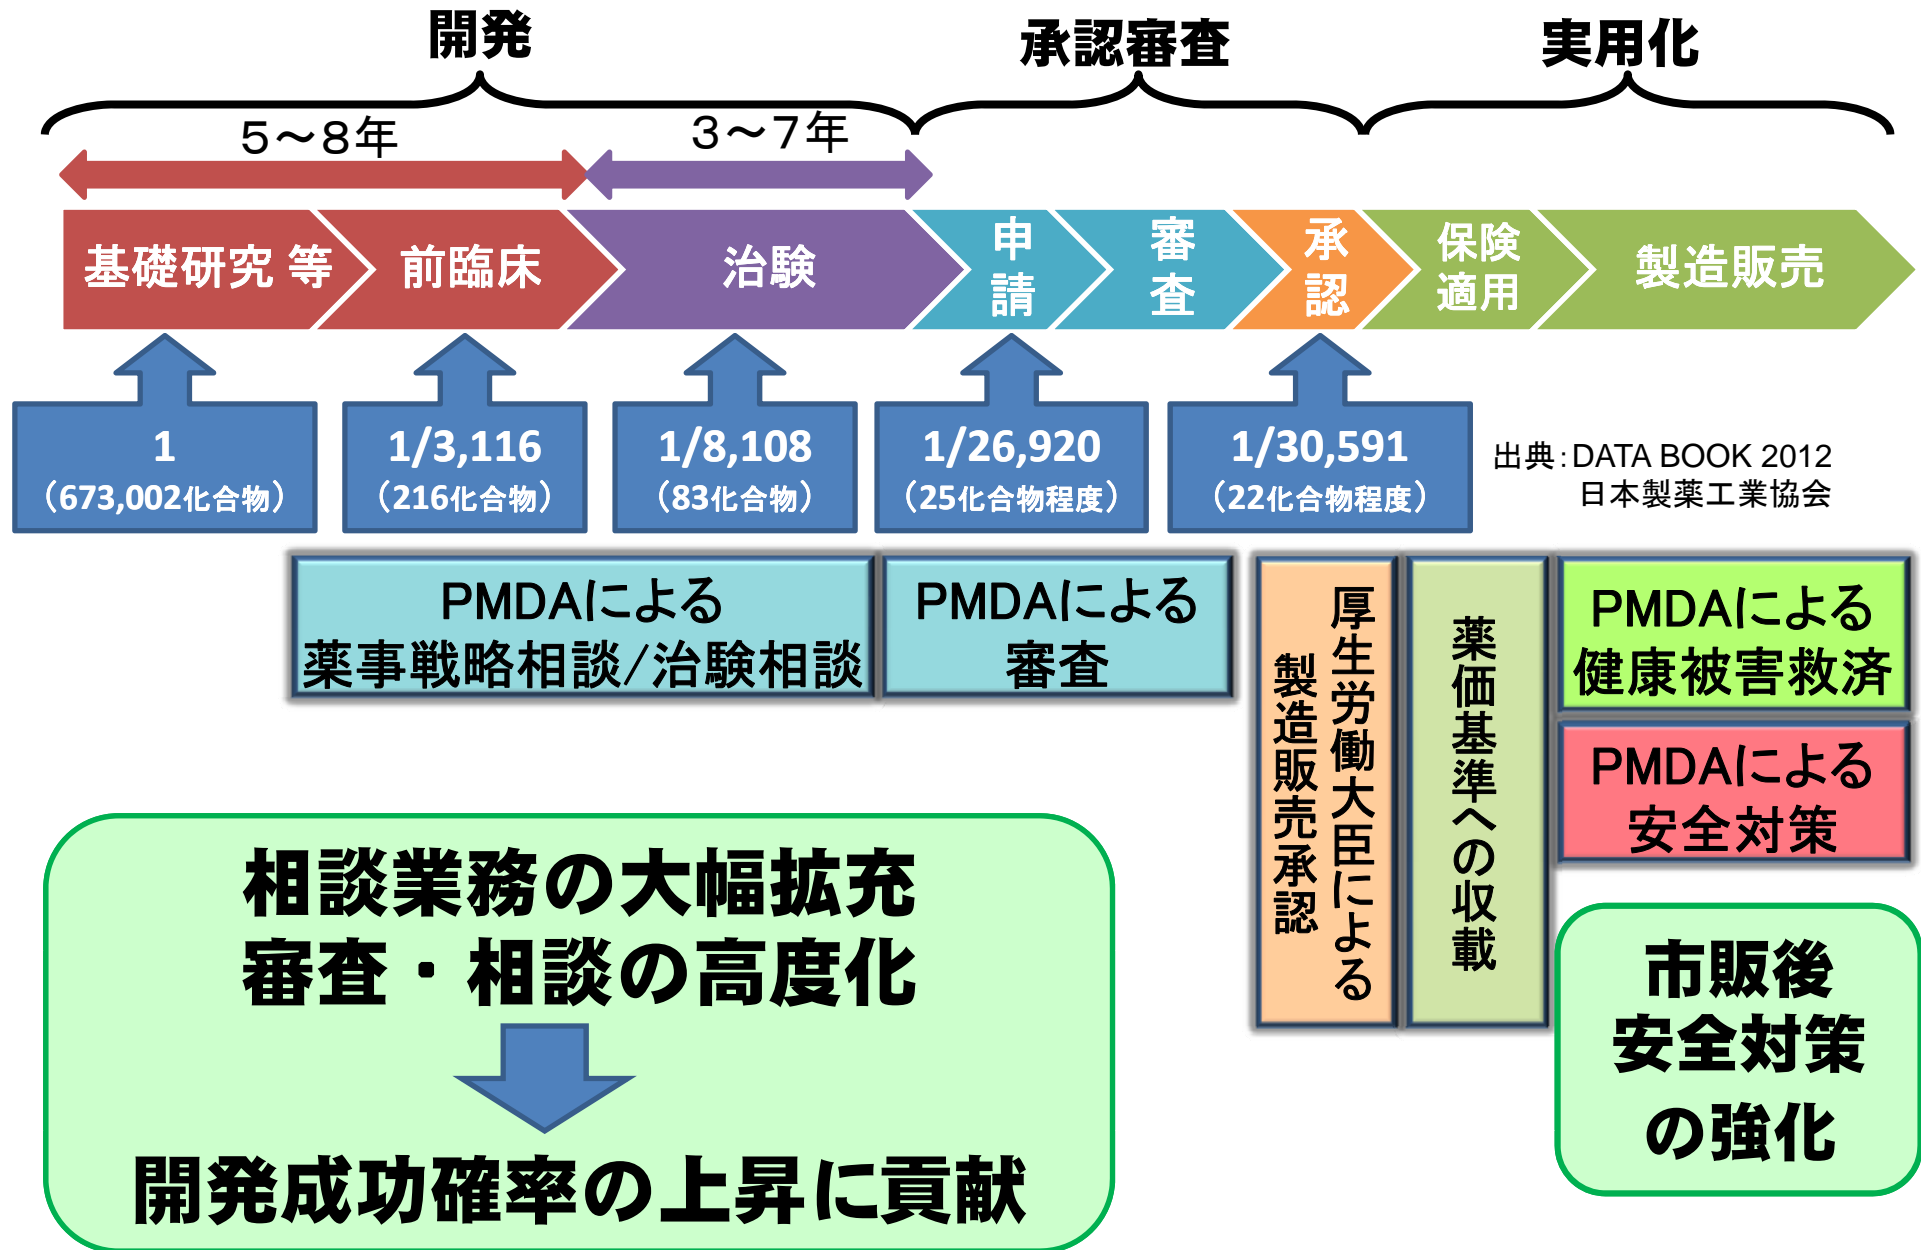 開発
承認審査
実用化
5～8年
3～7年
基礎研究 等
前臨床
治験
申請
審査
承認
保険
適用
製造販売
1
(673,002化合物)
1/3,116
(216化合物)
1/8,108
(83化合物)
1/26,920
(25化合物程度)
1/30,591
(22化合物程度)
出典：DATA BOOK 2012
日本製薬工業協会
PMDAによる
薬事戦略相談/治験相談
PMDAによる
審査
厚生労働大臣による
製造販売承認
薬価基準への収載
PMDAによる
健康被害救済
PMDAによる
安全対策
相談業務の大幅拡充
審査・相談の高度化
開発成功確率の上昇に貢献
市販後
安全対策
の強化